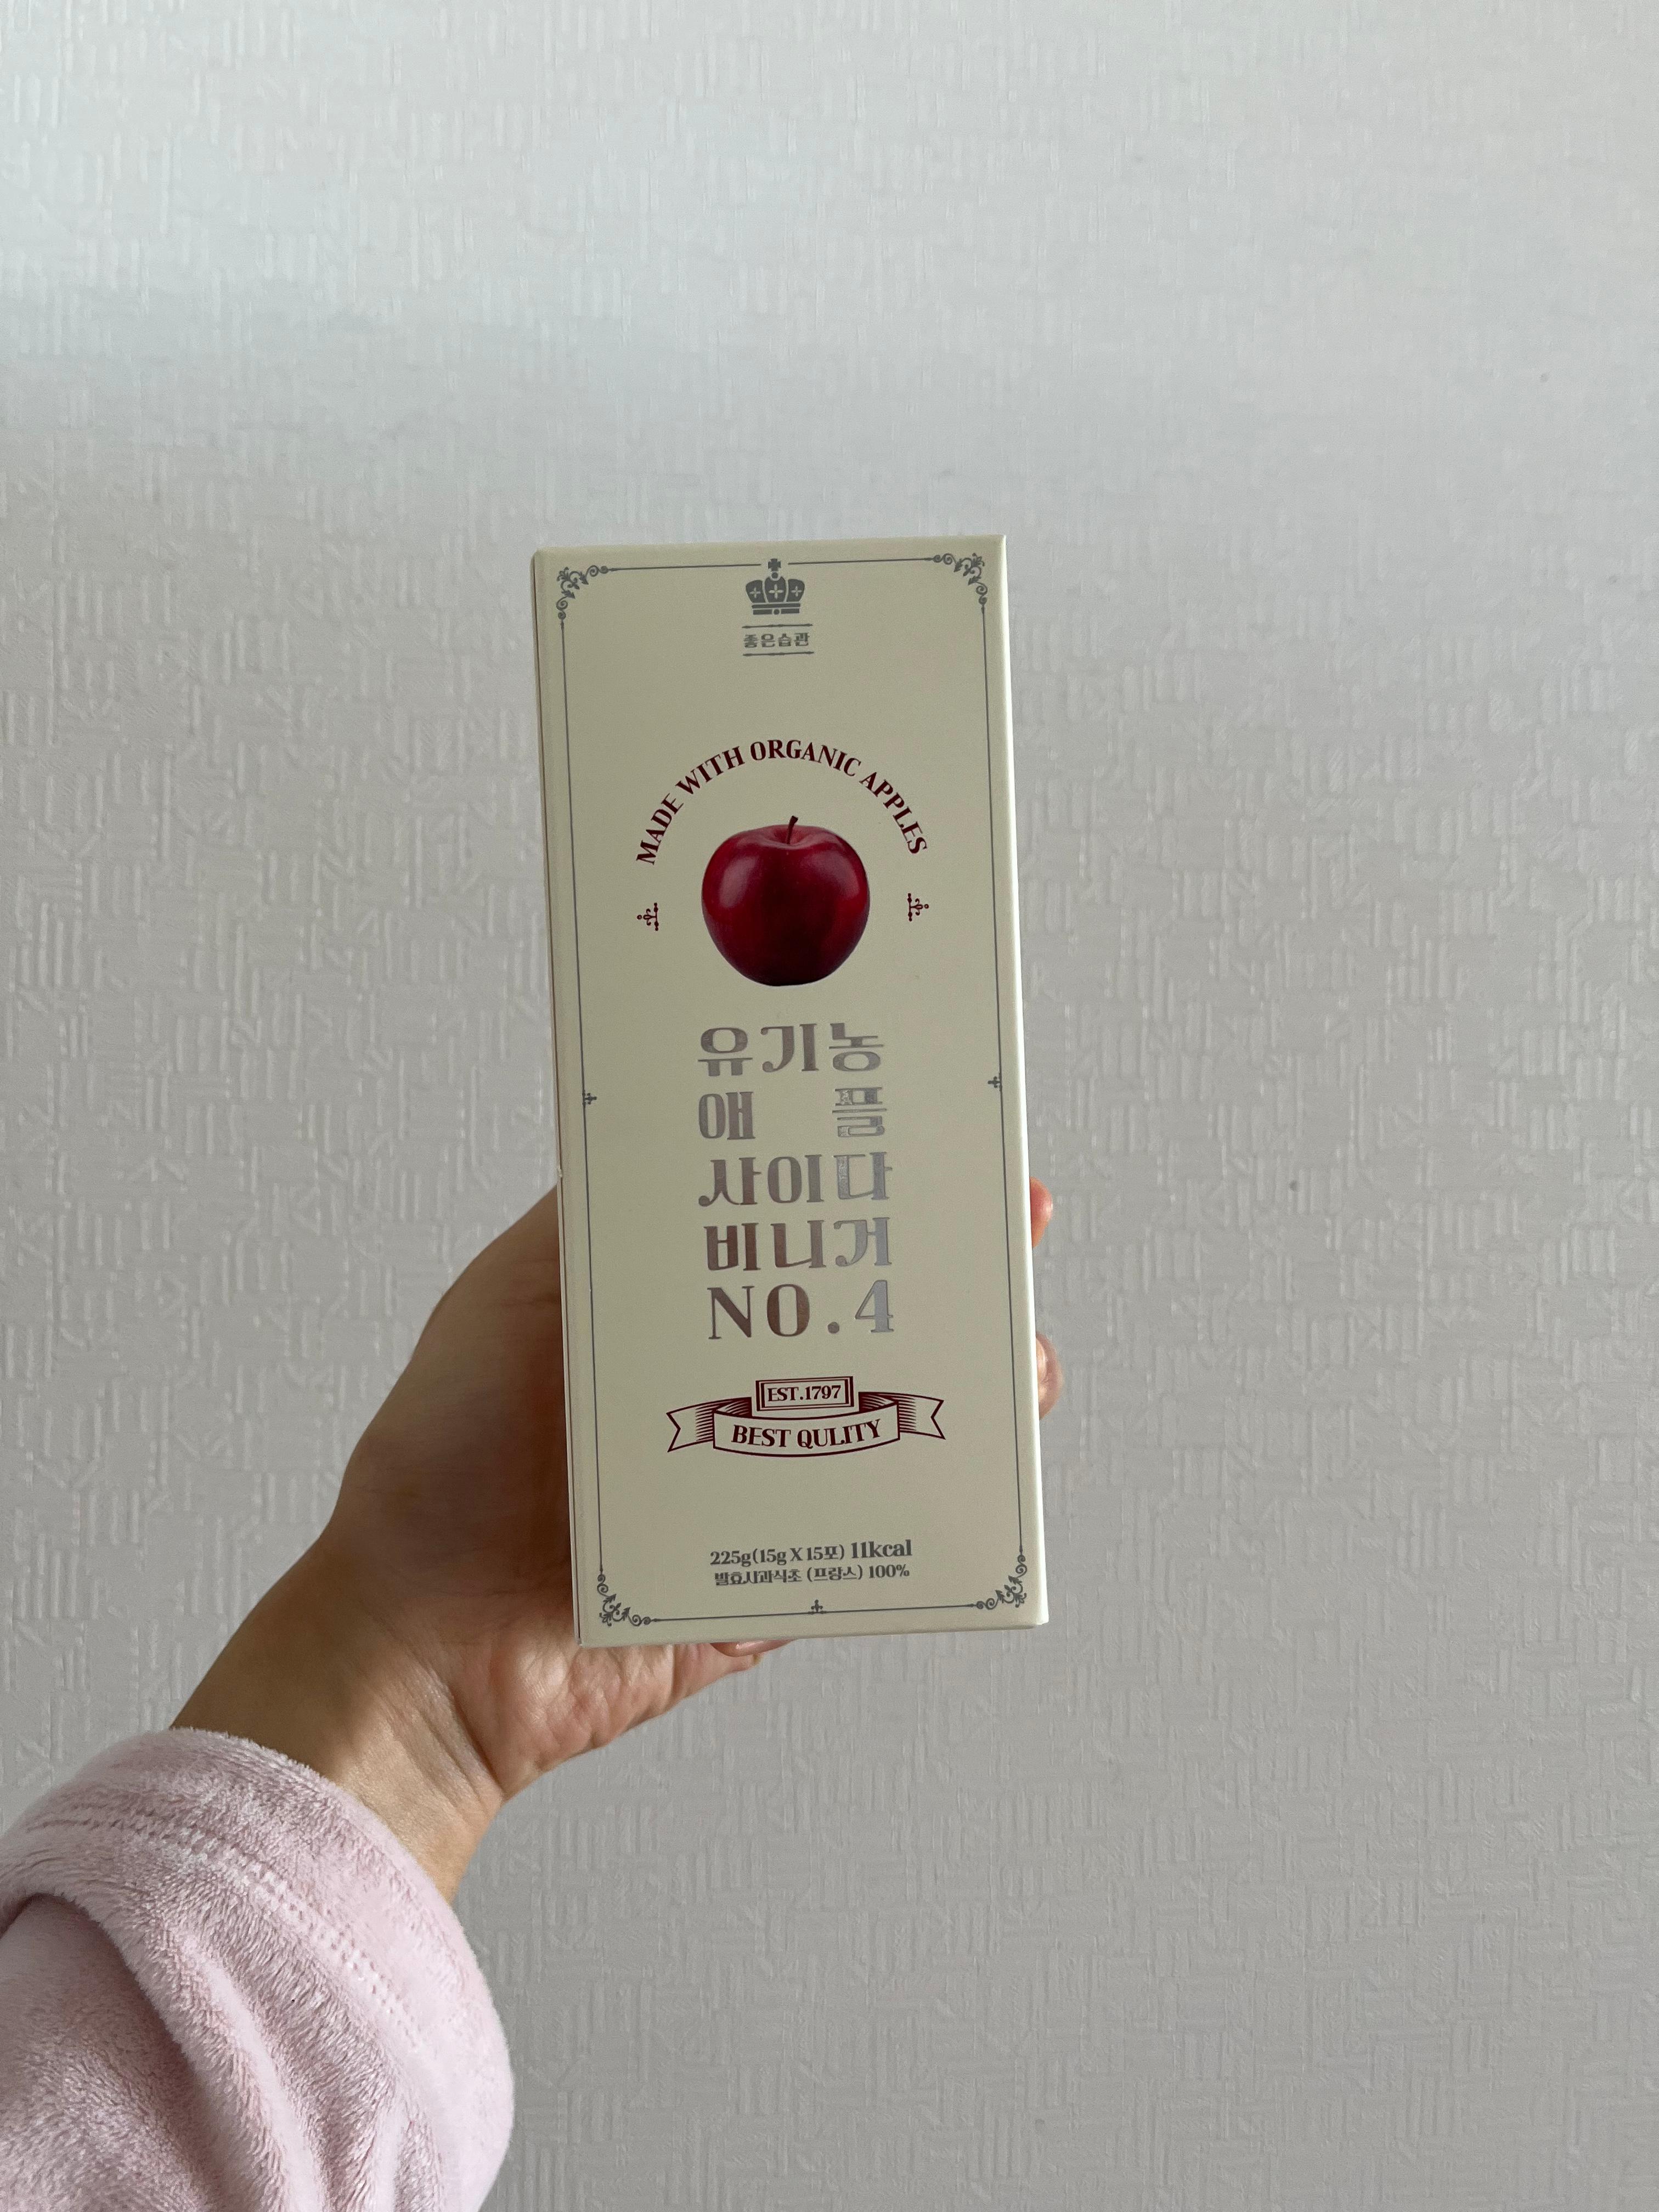 좋은습관
MADE WITH ORGANIC APPLES
유기농
애 플
사이다
비니거
NO.4
EST.1797
BEST QULITY
225g(15g X 15포) 11kcal
발효사과식초 (프랑스) 100%